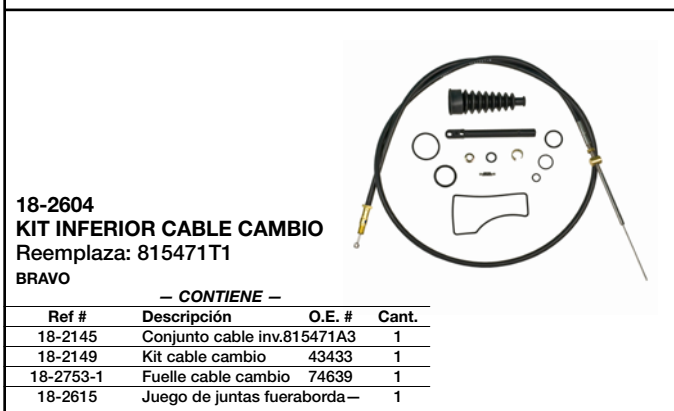 18-2604
KIT INFERIOR CABLE CAMBIO
Reemplaza: 815471T1
BRAVO
— CONTIENE —
Ref # Descripción O.E. # Cant.
18-2145 Conjunto cable inv.815471A3 1
18-2149 Kit cable cambio 43433 1
18-2753-1 Fuelle cable cambio 74639 1
18-2615 Juego de juntas fueraborda— 1